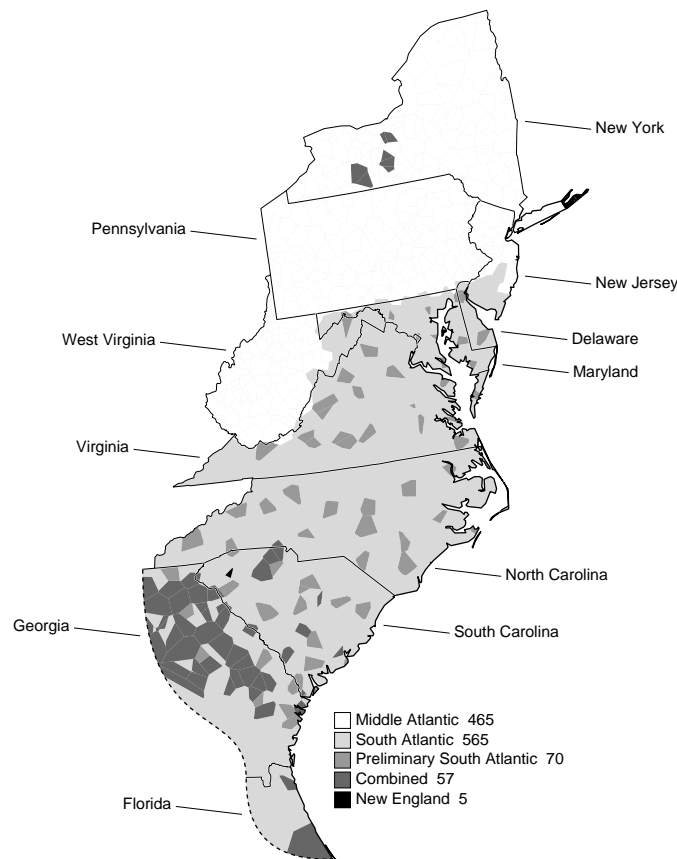 New York
Pennsylvania
New Jersey
West Virginia
Delaware
Maryland
Virginia
North Carolina
Georgia
South Carolina
Middle Atlantic 465
South Atlantic 565
Preliminary South Atlantic 70
Combined 57
New England 5
Florida